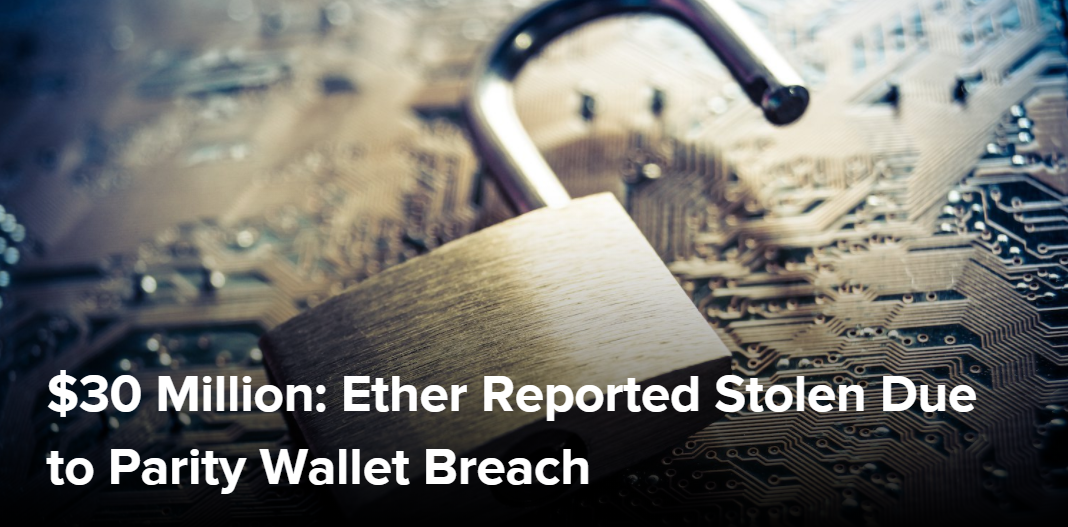 $30 Million: Ether Reported Stolen Due
to Parity Wallet Breach